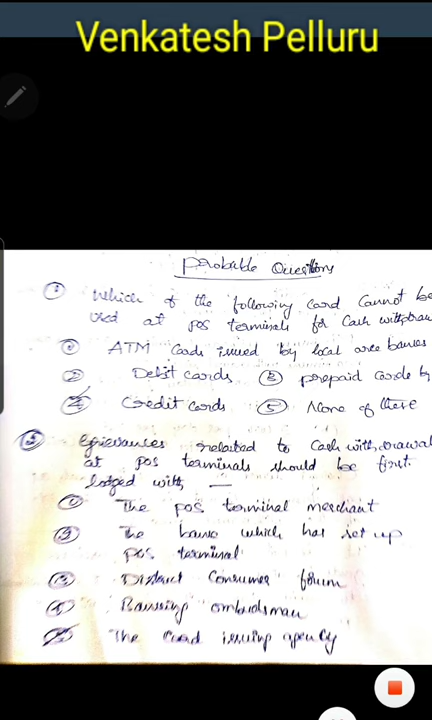 Venkatesh Pelluru
Probable Questions
① Which of the following card cannot be
used at pos terminals for cash withdraw
① ATM cards issued by local area banks
② Debit cards ③ prepaid cards by
④ Credit cards ⑤ None of these
② Grievances related to cash withdrawal
at pos terminals should be first
lodged with —
① The pos terminal merchant
② The bank which has set up
pos terminal
③ District Consumer forum
④ Banking ombudsman
⑤ The card issuing agency